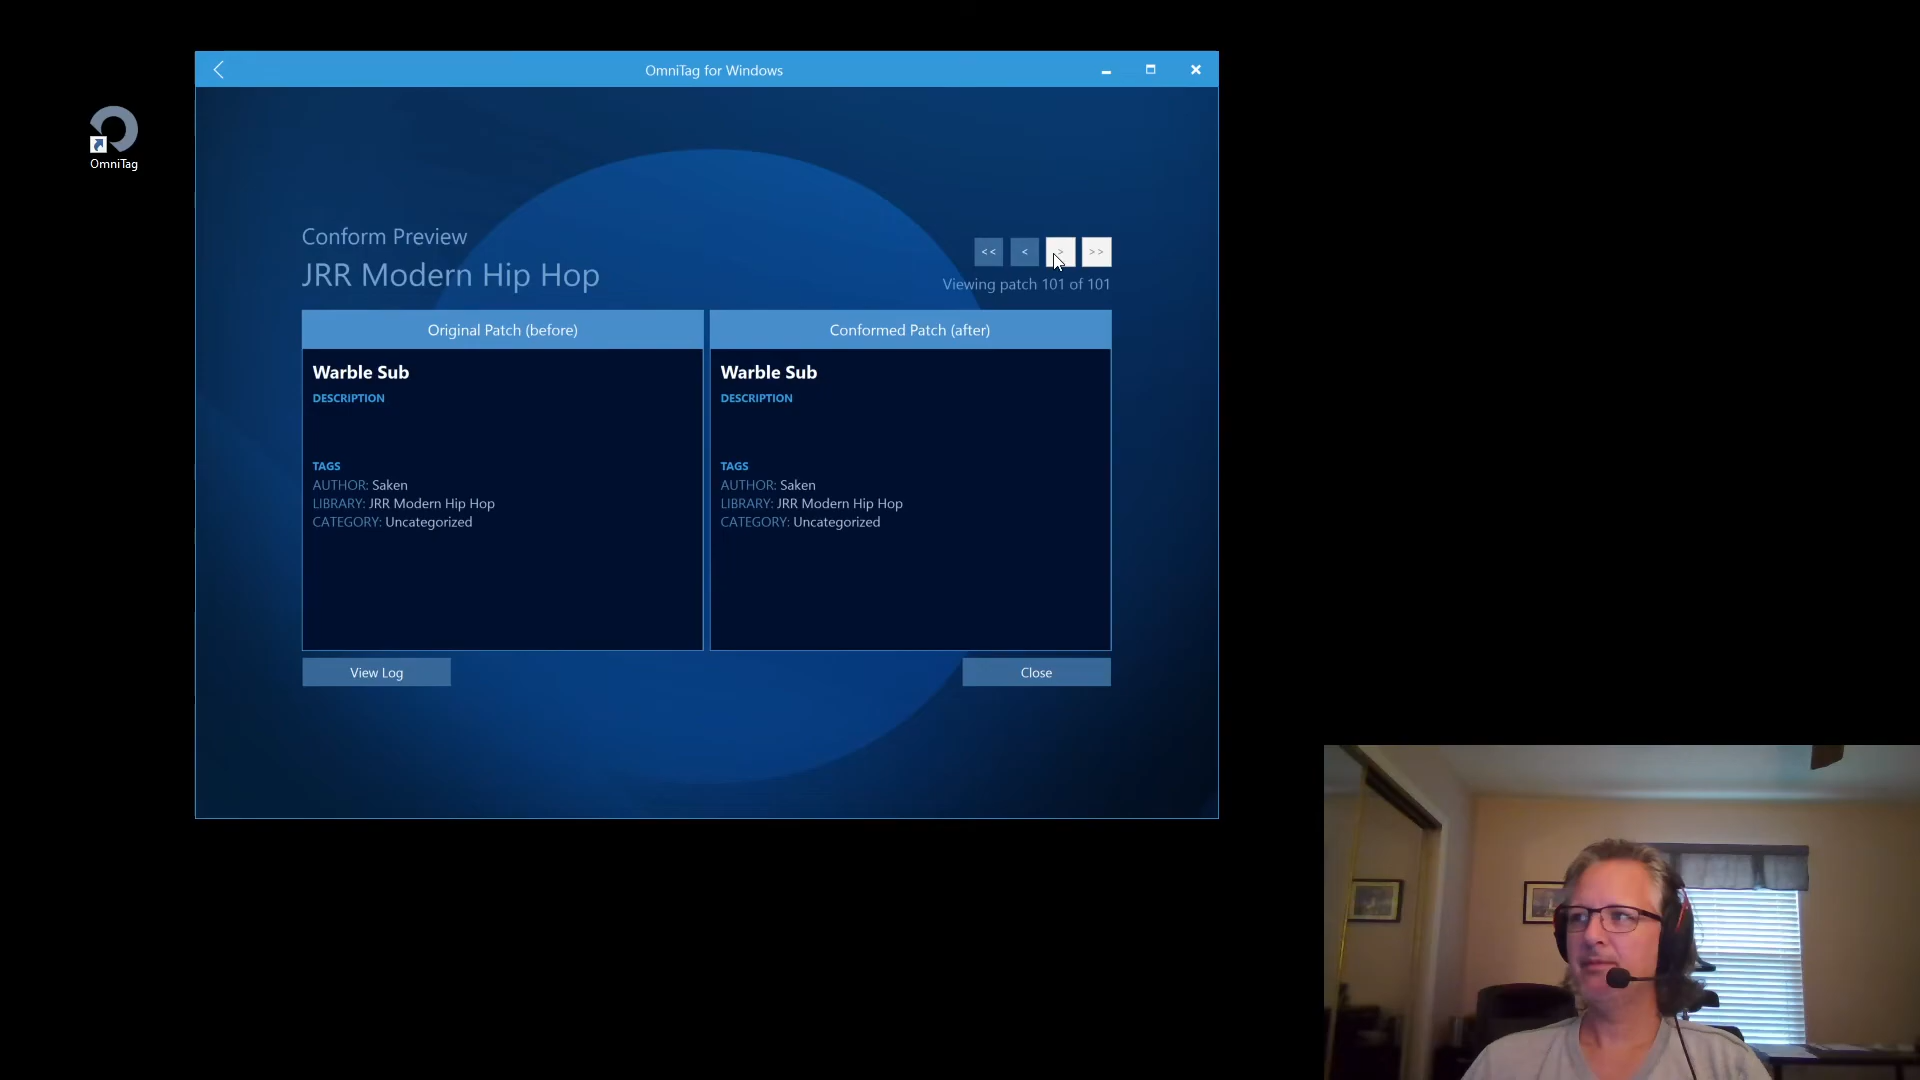 OmniTag for Windows
OmniTag
Conform Preview
JRR Modern Hip Hop
<< < > >>
Viewing patch 101 of 101
Original Patch (before)
Warble Sub
DESCRIPTION
TAGS
AUTHOR: Saken
LIBRARY: JRR Modern Hip Hop
CATEGORY: Uncategorized
Conformed Patch (after)
Warble Sub
DESCRIPTION
TAGS
AUTHOR: Saken
LIBRARY: JRR Modern Hip Hop
CATEGORY: Uncategorized
View Log
Close